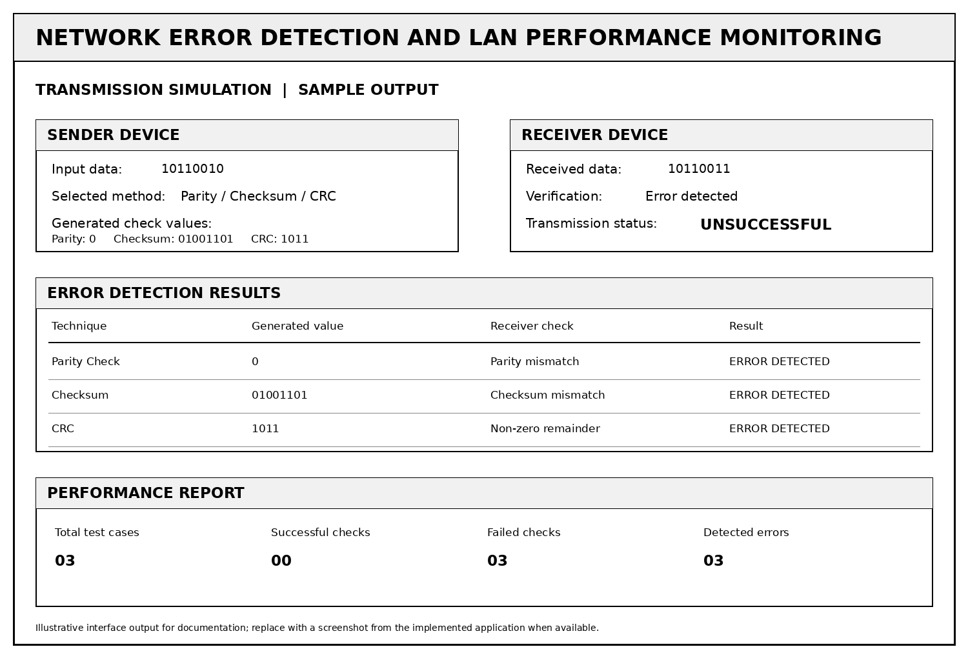 NETWORK ERROR DETECTION AND LAN PERFORMANCE MONITORING
TRANSMISSION SIMULATION | SAMPLE OUTPUT
SENDER DEVICE
Input data: 10110010
Selected method: Parity / Checksum / CRC
Generated check values:
Parity: 0 Checksum: 01001101 CRC: 1011
RECEIVER DEVICE
Received data: 10110011
Verification: Error detected
Transmission status: UNSUCCESSFUL
ERROR DETECTION RESULTS
Technique Generated value Receiver check Result
Parity Check 0 Parity mismatch ERROR DETECTED
Checksum 01001101 Checksum mismatch ERROR DETECTED
CRC 1011 Non-zero remainder ERROR DETECTED
PERFORMANCE REPORT
Total test cases Successful checks Failed checks Detected errors
03 00 03 03
Illustrative interface output for documentation; replace with a screenshot from the implemented application when available.